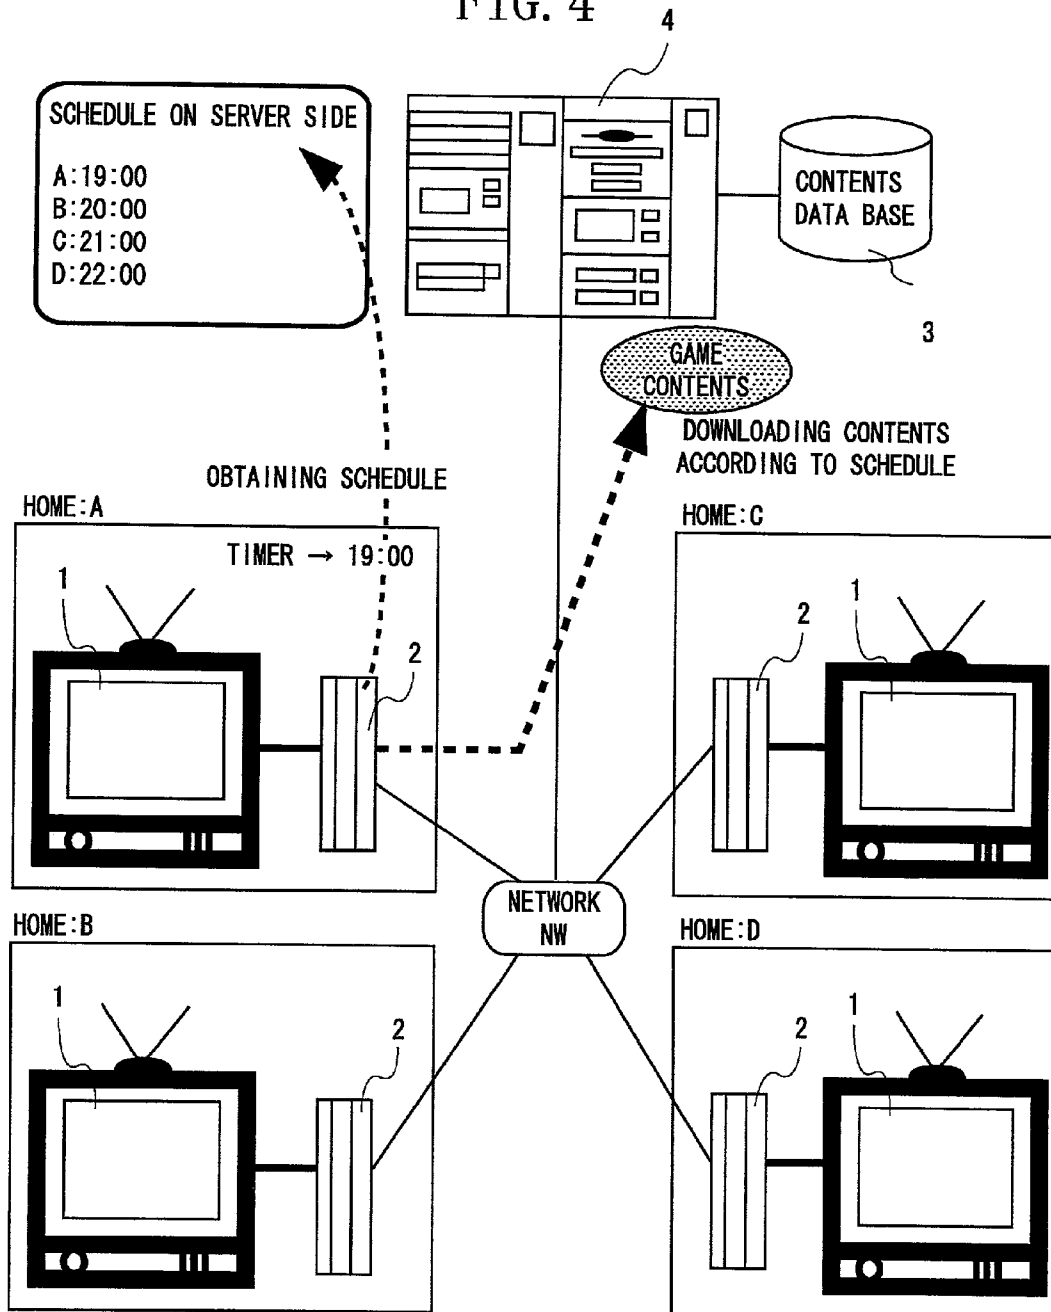 FIG. 4
4
SCHEDULE ON SERVER SIDE
A:19:00
B:20:00
C:21:00
D:22:00
CONTENTS
DATA BASE
3
GAME
CONTENTS
DOWNLOADING CONTENTS
ACCORDING TO SCHEDULE
OBTAINING SCHEDULE
HOME:A
TIMER → 19:00
1
2
HOME:C
1
2
NETWORK
NW
HOME:B
1
2
HOME:D
1
2